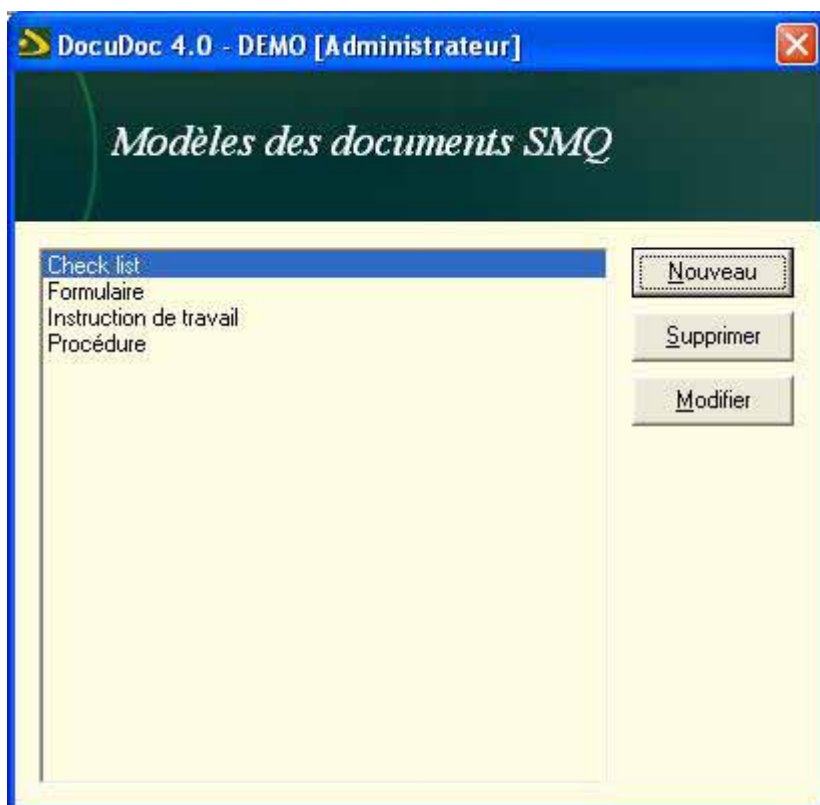 DocuDoc 4.0 - DEMO [Administrateur]
Modèles des documents SMQ
Check list
Formulaire
Instruction de travail
Procédure
Nouveau
Supprimer
Modifier